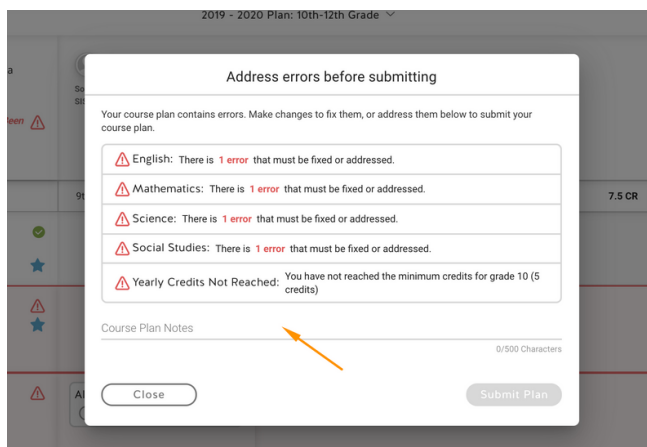 2019 - 2020 Plan: 10th-12th Grade
a
So
SIS
een
9t
7.5 CR
Address errors before submitting
Your course plan contains errors. Make changes to fix them, or address them below to submit your
course plan.
English: There is 1 error that must be fixed or addressed.
Mathematics: There is 1 error that must be fixed or addressed.
Science: There is 1 error that must be fixed or addressed.
Social Studies: There is 1 error that must be fixed or addressed.
Yearly Credits Not Reached: You have not reached the minimum credits for grade 10 (5
credits)
Course Plan Notes
0/500 Characters
Al
Close
Submit Plan